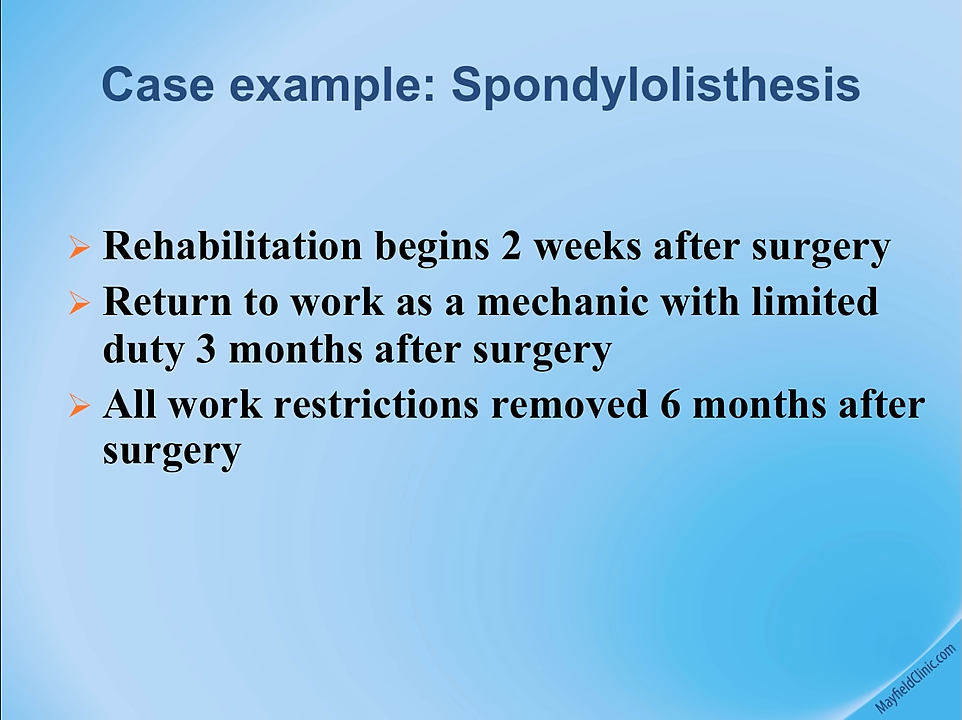 Case example: Spondylolisthesis
Rehabilitation begins 2 weeks after surgery
Return to work as a mechanic with limited
duty 3 months after surgery
All work restrictions removed 6 months after
surgery
MayfieldClinic.com